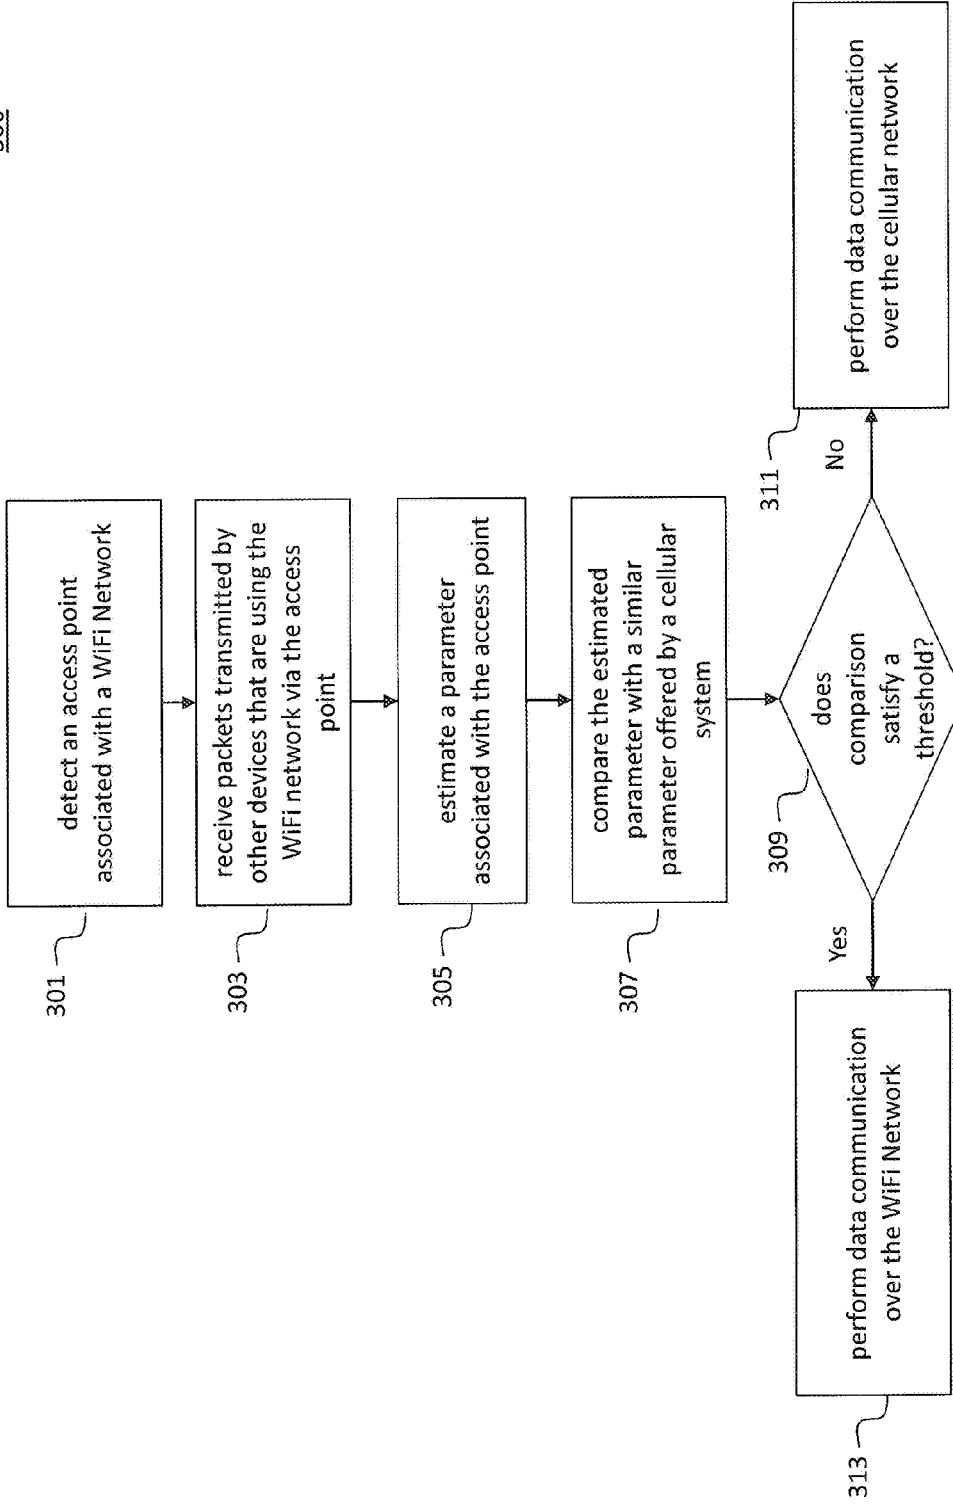 301
detect an access point
associated with a WiFi Network
303
receive packets transmitted by
other devices that are using the
WiFi network via the access
point
305
estimate a parameter
associated with the access point
307
compare the estimated
parameter with a similar
parameter offered by a cellular
system
309
does
comparison
satisfy a
threshold?
Yes
No
313
perform data communication
over the WiFi Network
311
perform data communication
over the cellular network